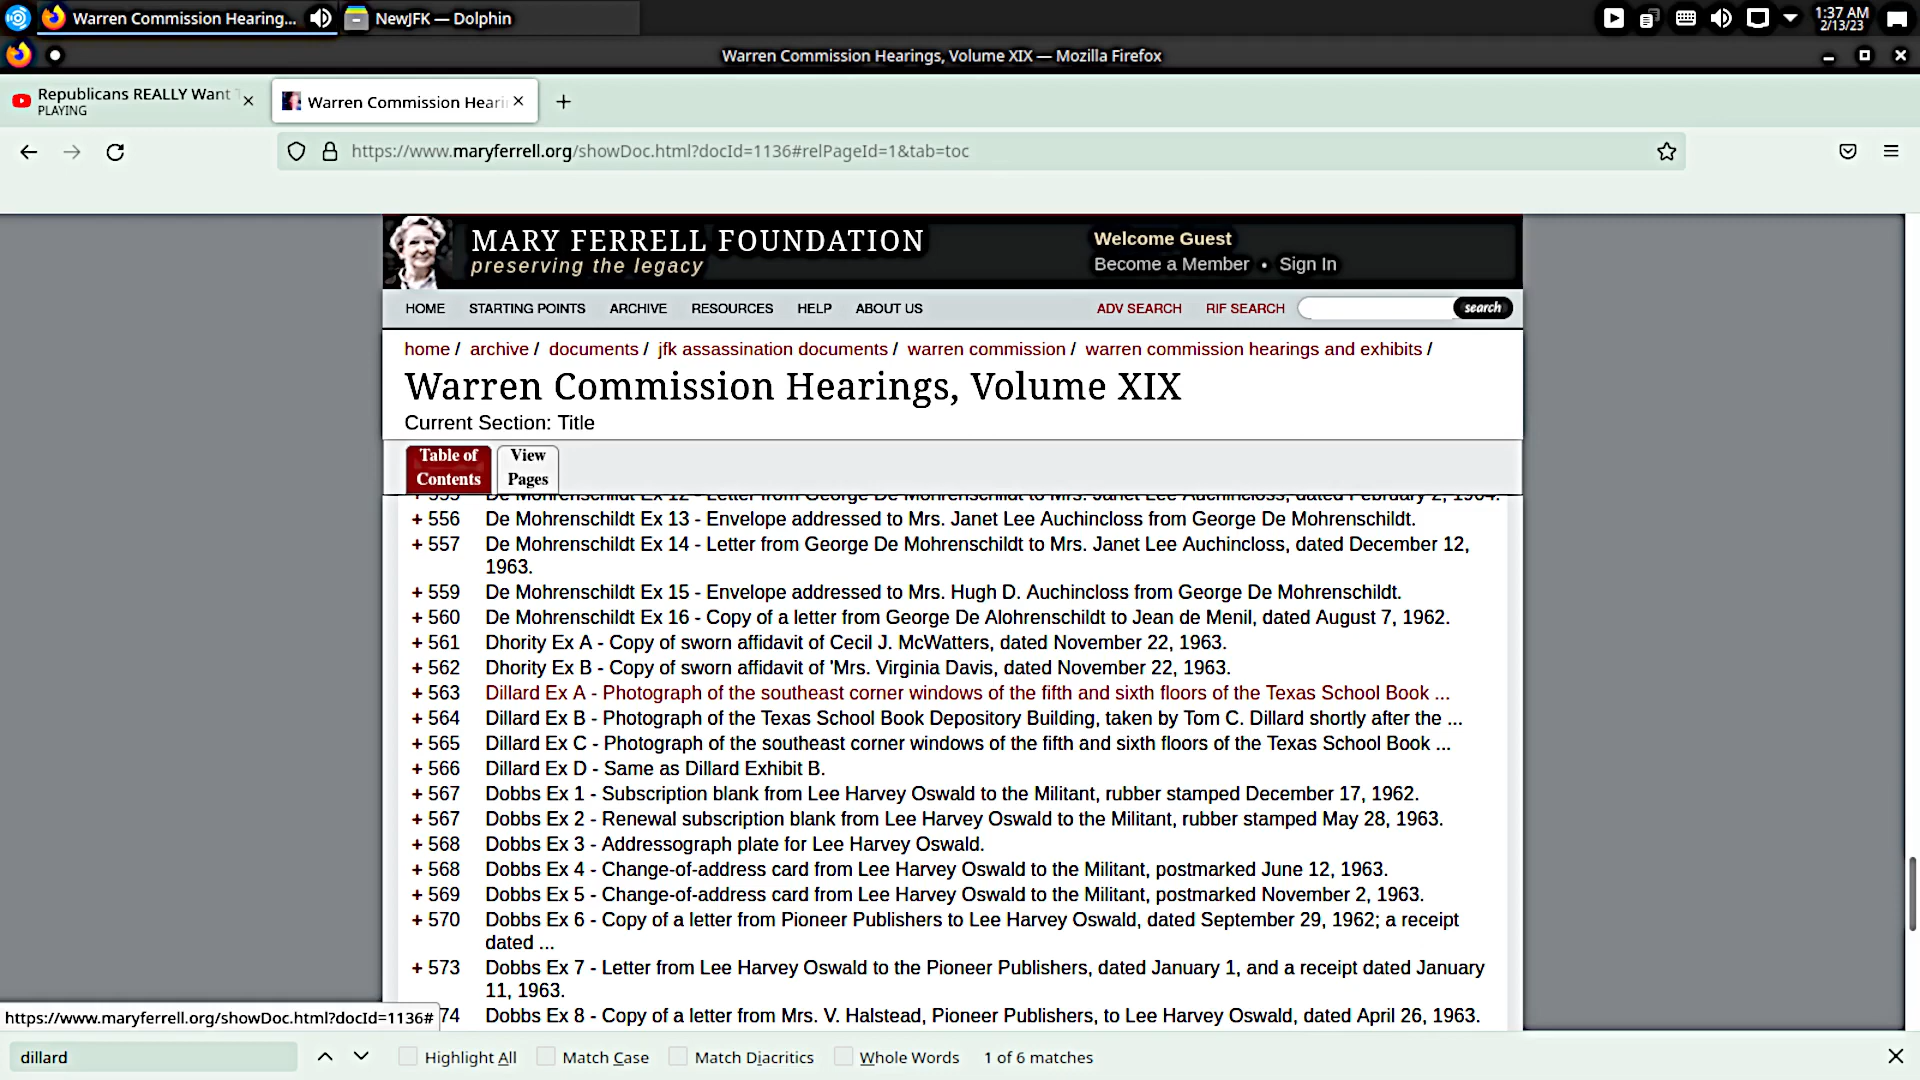 Warren Commission Hearing...
NewJFK — Dolphin
1:37 AM
2/13/23
Warren Commission Hearings, Volume XIX — Mozilla Firefox
Republicans REALLY Want
PLAYING
Warren Commission Heari
https://www.maryferrell.org/showDoc.html?docId=1136#relPageId=1&tab=toc
MARY FERRELL FOUNDATION
preserving the legacy
Welcome Guest
Become a Member • Sign In
HOME STARTING POINTS ARCHIVE RESOURCES HELP ABOUT US ADV SEARCH RIF SEARCH search
home / archive / documents / jfk assassination documents / warren commission / warren commission hearings and exhibits /
Warren Commission Hearings, Volume XIX
Current Section: Title
Table of Contents
View Pages
+ 555 De Mohrenschildt Ex 12 - Letter from George De Mohrenschildt to Mrs. Janet Lee Auchincloss, dated February 2, 1964.
+ 556 De Mohrenschildt Ex 13 - Envelope addressed to Mrs. Janet Lee Auchincloss from George De Mohrenschildt.
+ 557 De Mohrenschildt Ex 14 - Letter from George De Mohrenschildt to Mrs. Janet Lee Auchincloss, dated December 12,
1963.
+ 559 De Mohrenschildt Ex 15 - Envelope addressed to Mrs. Hugh D. Auchincloss from George De Mohrenschildt.
+ 560 De Mohrenschildt Ex 16 - Copy of a letter from George De Alohrenschildt to Jean de Menil, dated August 7, 1962.
+ 561 Dhority Ex A - Copy of sworn affidavit of Cecil J. McWatters, dated November 22, 1963.
+ 562 Dhority Ex B - Copy of sworn affidavit of 'Mrs. Virginia Davis, dated November 22, 1963.
+ 563 Dillard Ex A - Photograph of the southeast corner windows of the fifth and sixth floors of the Texas School Book ...
+ 564 Dillard Ex B - Photograph of the Texas School Book Depository Building, taken by Tom C. Dillard shortly after the ...
+ 565 Dillard Ex C - Photograph of the southeast corner windows of the fifth and sixth floors of the Texas School Book ...
+ 566 Dillard Ex D - Same as Dillard Exhibit B.
+ 567 Dobbs Ex 1 - Subscription blank from Lee Harvey Oswald to the Militant, rubber stamped December 17, 1962.
+ 567 Dobbs Ex 2 - Renewal subscription blank from Lee Harvey Oswald to the Militant, rubber stamped May 28, 1963.
+ 568 Dobbs Ex 3 - Addressograph plate for Lee Harvey Oswald.
+ 568 Dobbs Ex 4 - Change-of-address card from Lee Harvey Oswald to the Militant, postmarked June 12, 1963.
+ 569 Dobbs Ex 5 - Change-of-address card from Lee Harvey Oswald to the Militant, postmarked November 2, 1963.
+ 570 Dobbs Ex 6 - Copy of a letter from Pioneer Publishers to Lee Harvey Oswald, dated September 29, 1962; a receipt
dated ...
+ 573 Dobbs Ex 7 - Letter from Lee Harvey Oswald to the Pioneer Publishers, dated January 1, and a receipt dated January
11, 1963.
74 Dobbs Ex 8 - Copy of a letter from Mrs. V. Halstead, Pioneer Publishers, to Lee Harvey Oswald, dated April 26, 1963.
https://www.maryferrell.org/showDoc.html?docId=1136#
dillard Highlight All Match Case Match Diacritics Whole Words 1 of 6 matches